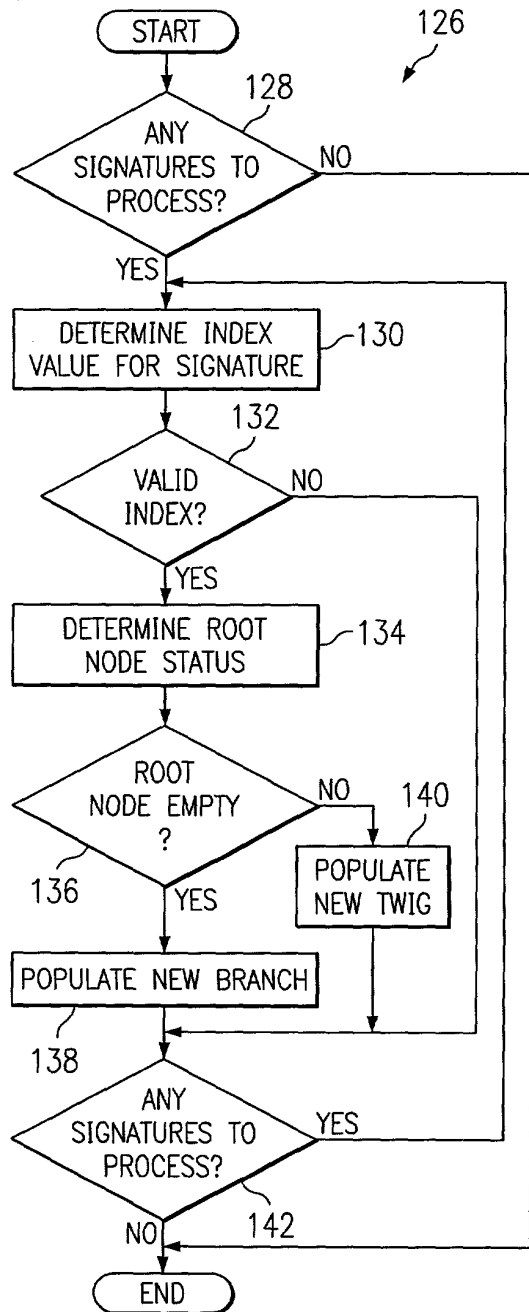 START
126
128
ANY
SIGNATURES TO
PROCESS?
NO
YES
DETERMINE INDEX
VALUE FOR SIGNATURE
130
132
VALID
INDEX?
NO
YES
DETERMINE ROOT
NODE STATUS
134
ROOT
NODE EMPTY
?
NO
136
YES
140
POPULATE
NEW TWIG
POPULATE NEW BRANCH
138
ANY
SIGNATURES TO
PROCESS?
YES
142
NO
END